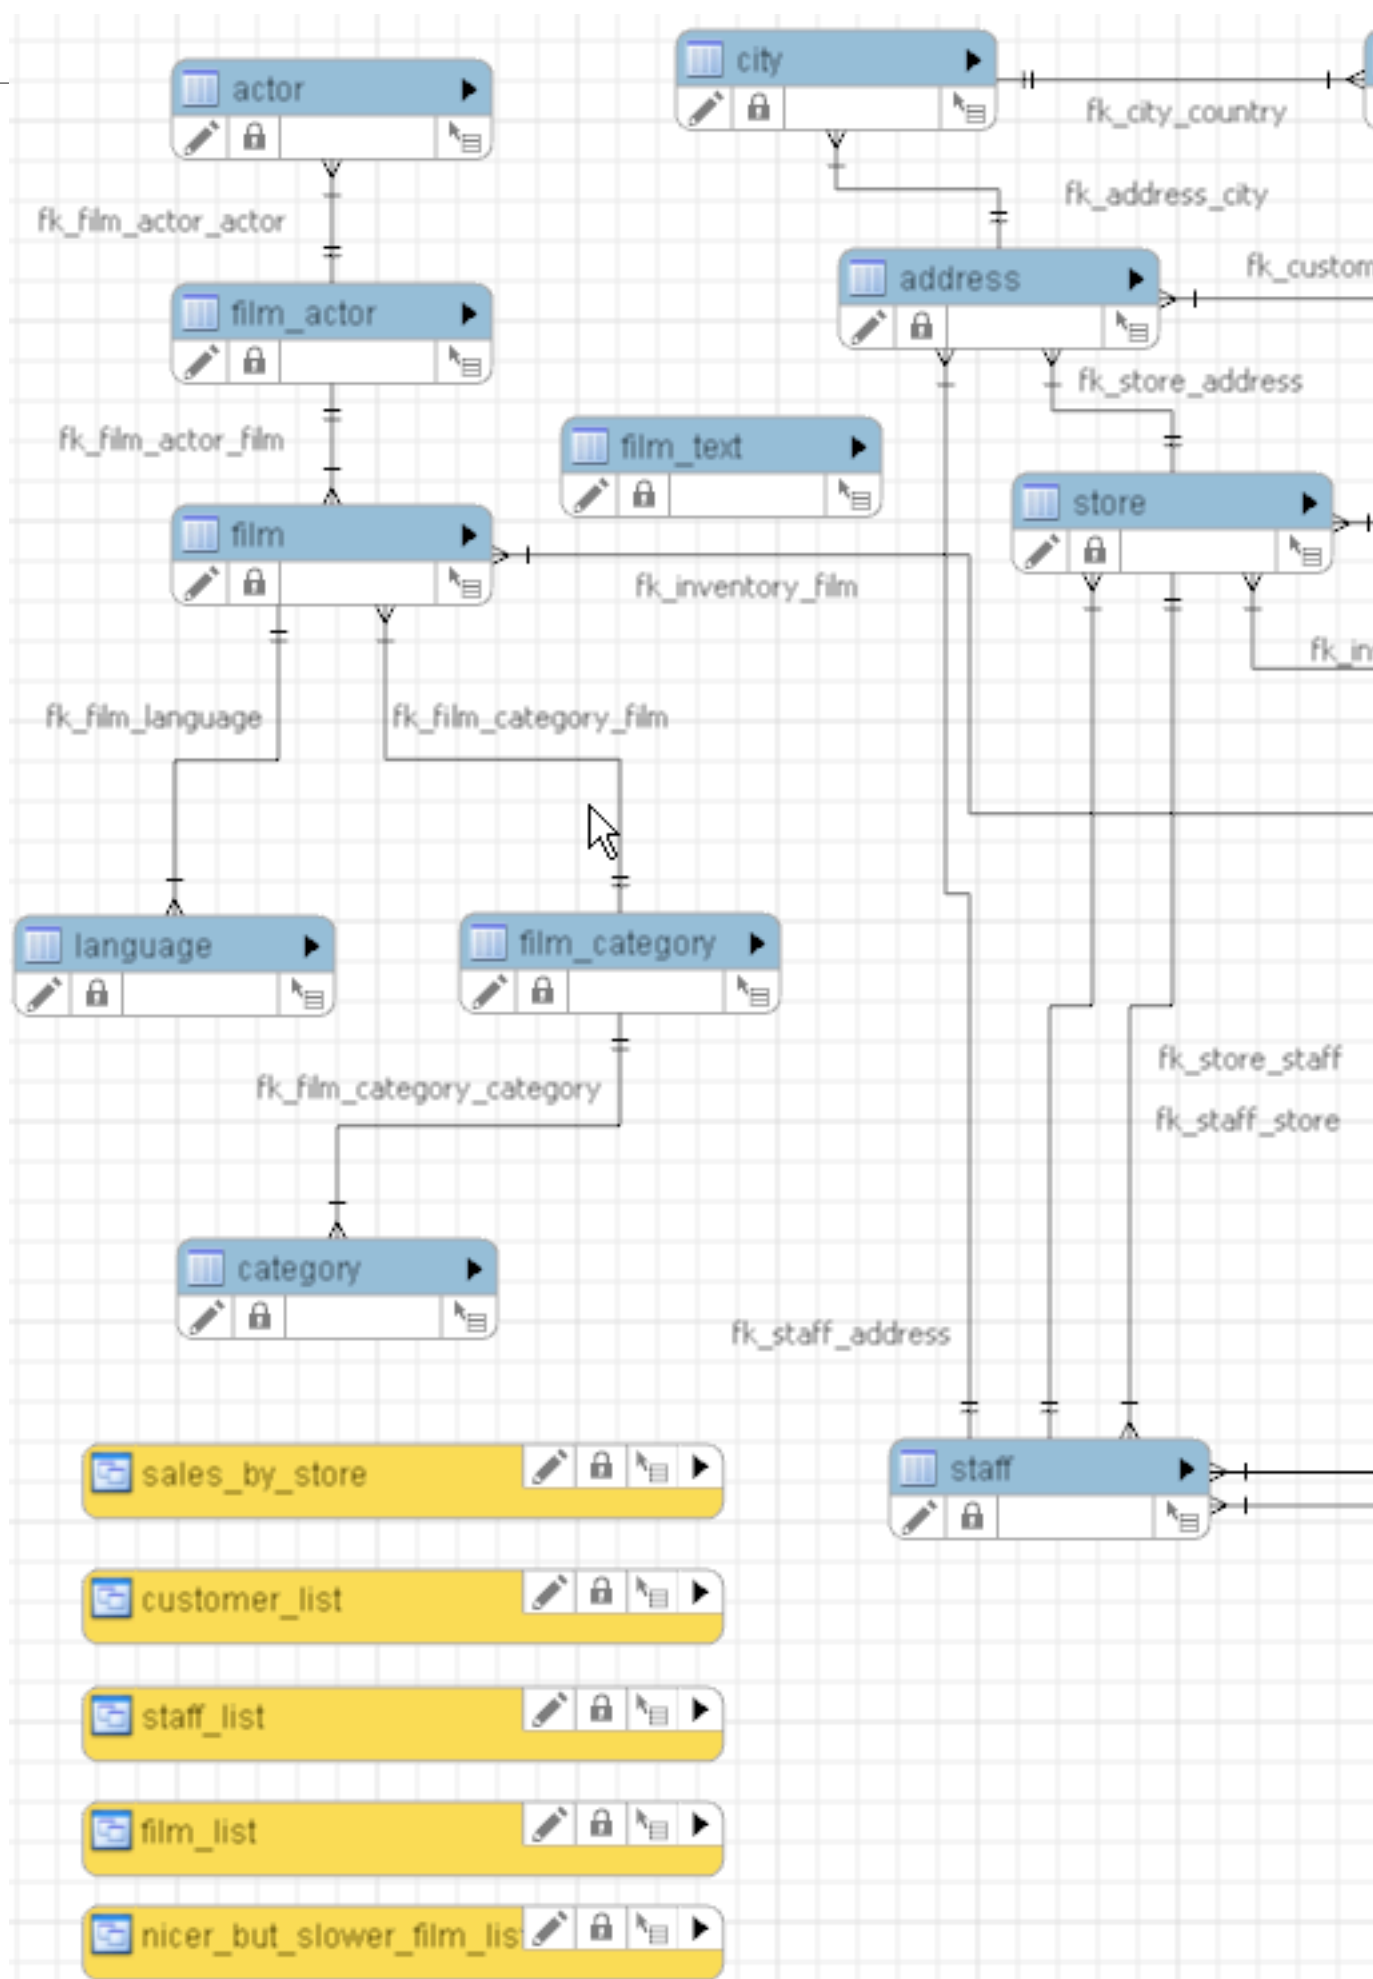 city
actor
fk_city_country
fk_address_city
fk_film_actor_actor
fk_custom
address
film_actor
fk_store_address
fk_film_actor_film
film_text
store
film
fk_inventory_film
fk_in
fk_film_language
fk_film_category_film
language
film_category
fk_store_staff
fk_film_category_category
fk_staff_store
category
fk_staff_address
staff
sales_by_store
customer_list
staff_list
film_list
nicer_but_slower_film_lis